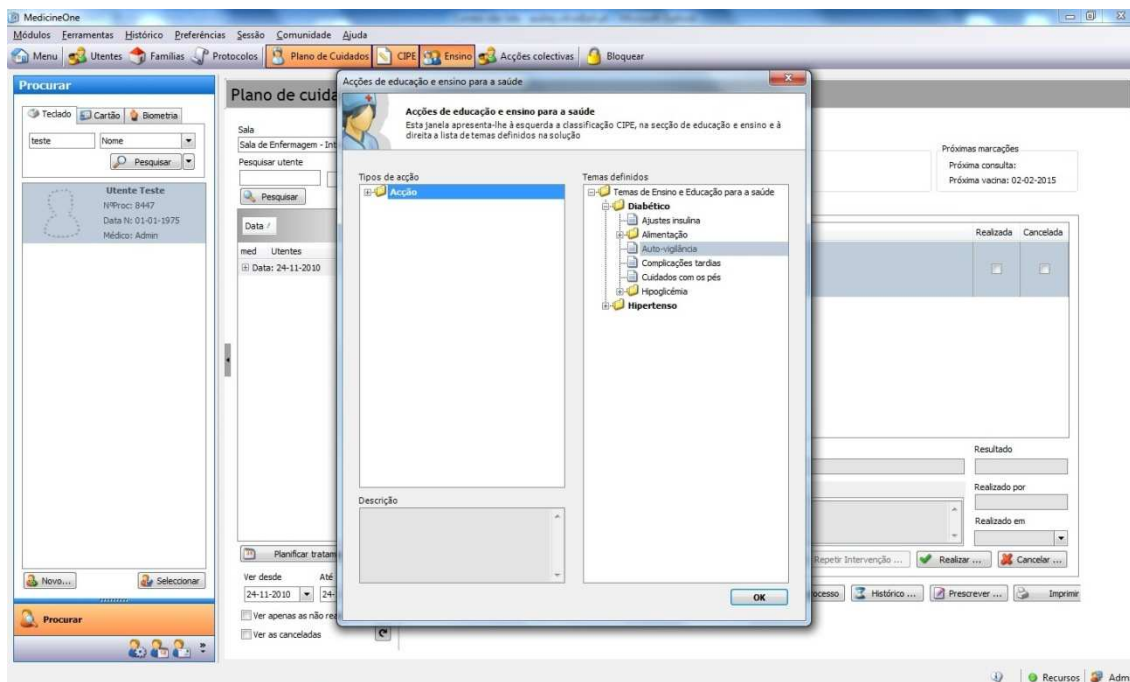 MedicineOne
Módulos Ferramentas Histórico Preferências Sessão Comunidade Ajuda
Menu Utentes Famílias Protocolos Plano de Cuidados CIPE Ensino Acções colectivas Bloquear
Procurar
Teclado Cartão Biometria
teste Nome
Pesquisar
Utente Teste
NºProc: 8447
Data N: 01-01-1975
Médico: Admin
Novo... Seleccionar
Procurar
Plano de cuida
Sala
Sala de Enfermagem - Int
Pesquisar utente
Pesquisar
Data /
med Utentes
Data: 24-11-2010
Planificar tratam
Ver desde Até
24-11-2010 24-
Ver apenas as não re
Ver as canceladas
Acções de educação e ensino para a saúde
Acções de educação e ensino para a saúde
Esta janela apresenta-lhe à esquerda a classificação CIPE, na secção de educação e ensino e à
direita a lista de temas definidos na solução
Tipos de acção
Acção
Descrição
Temas definidos
Temas de Ensino e Educação para a saúde
Diabético
Ajustes insulina
Alimentação
Auto-vigilância
Complicações tardias
Cuidados com os pés
Hipoglicémia
Hipertenso
OK
Próximas marcações
Próxima consulta:
Próxima vacina: 02-02-2015
Realizada Cancelada
Resultado
Realizado por
Realizado em
Repetir Intervenção ... Realizar ... Cancelar ...
ocesso Histórico ... Prescrever ... Imprimir
Recursos Adm